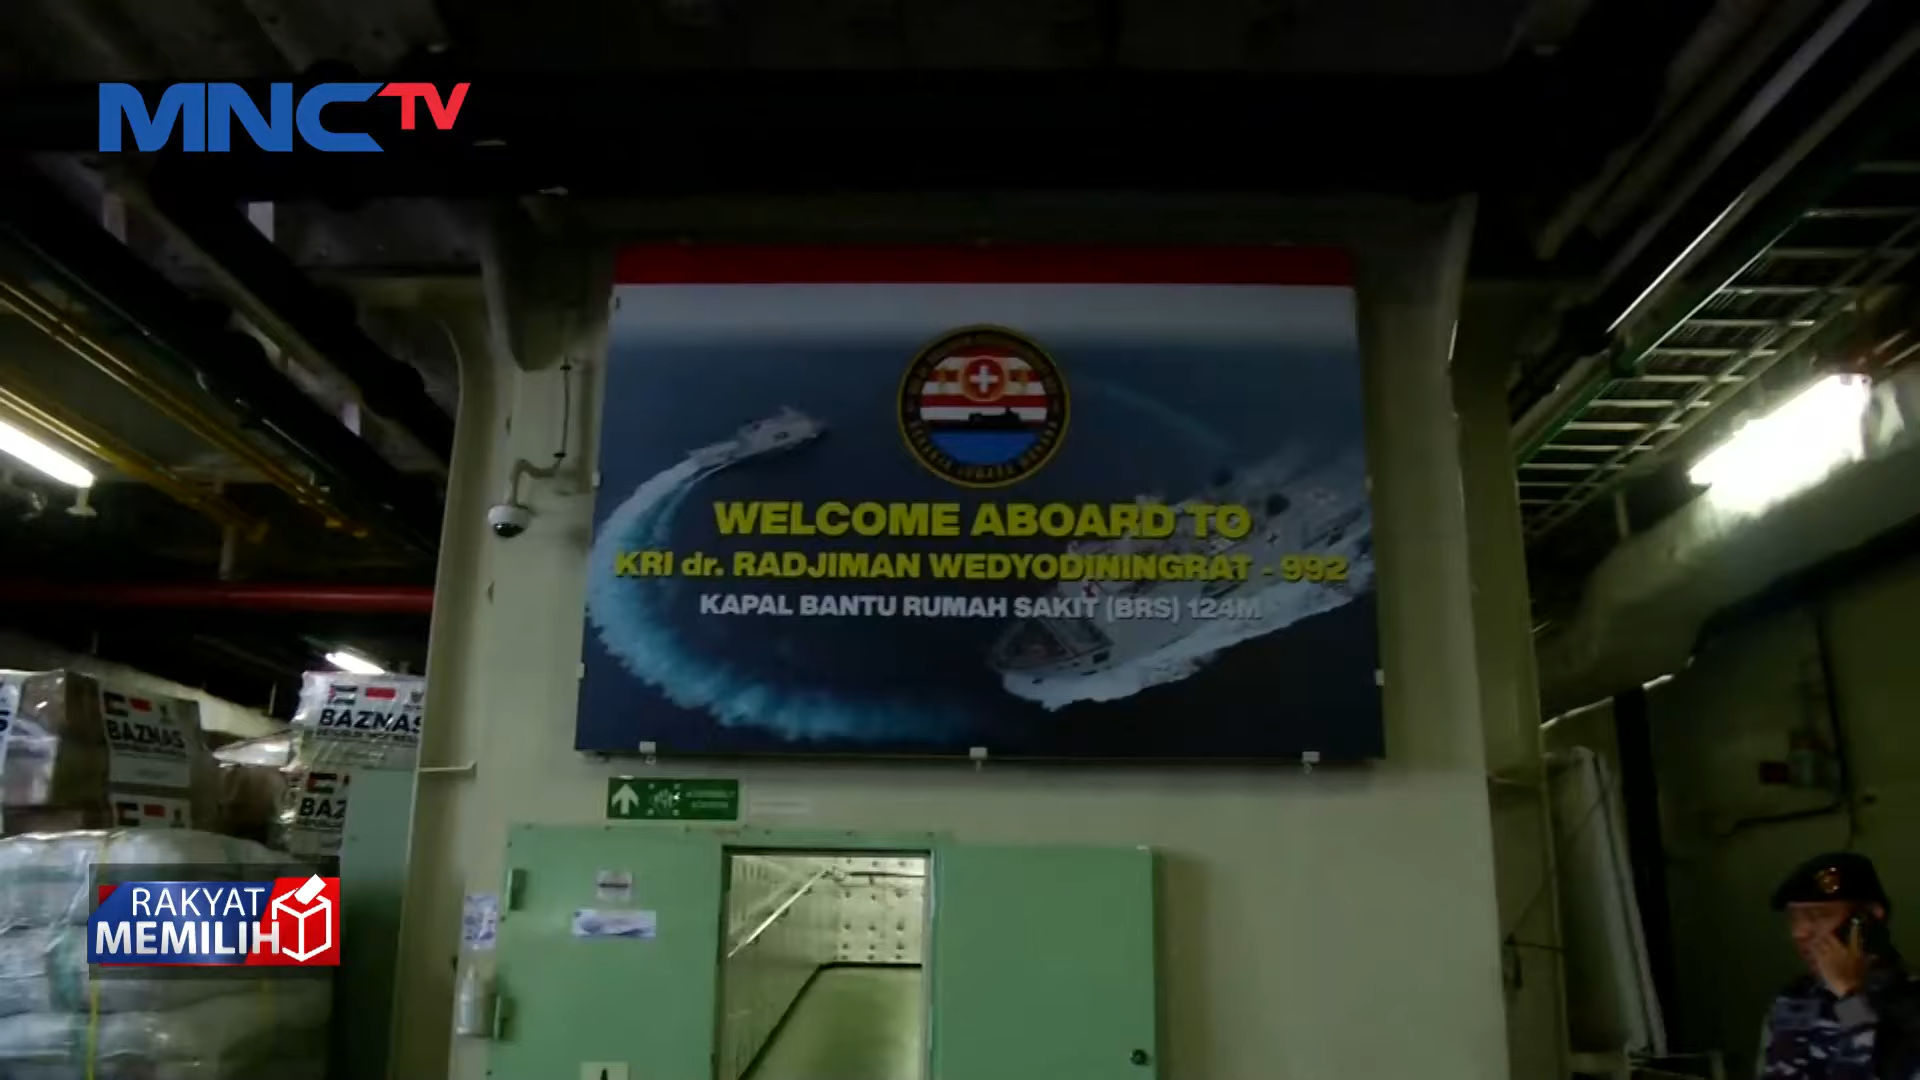 MNCTV
WELCOME ABOARD TO
KRI dr. RADJIMAN WEDYODININGRAT - 992
KAPAL BANTU RUMAH SAKIT (BRS) 124M
BAZNAS
BAZNAS
BAZ
RAKYAT
MEMILIH